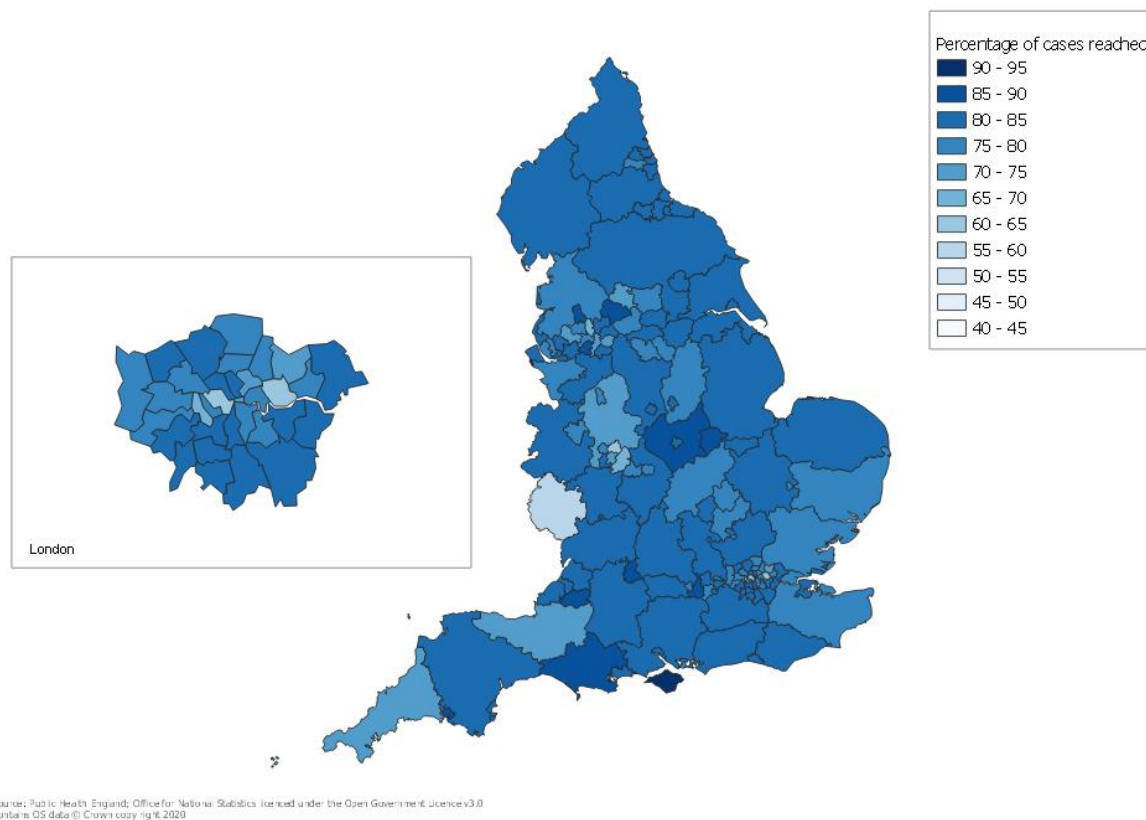 Percentage of cases reached
90 - 95
85 - 90
80 - 85
75 - 80
70 - 75
65 - 70
60 - 65
55 - 60
50 - 55
45 - 50
40 - 45
London
ource: Public Health England; Office for National Statistics licenced under the Open Government Licence v3.0
ontains OS data © Crown copyright 2020